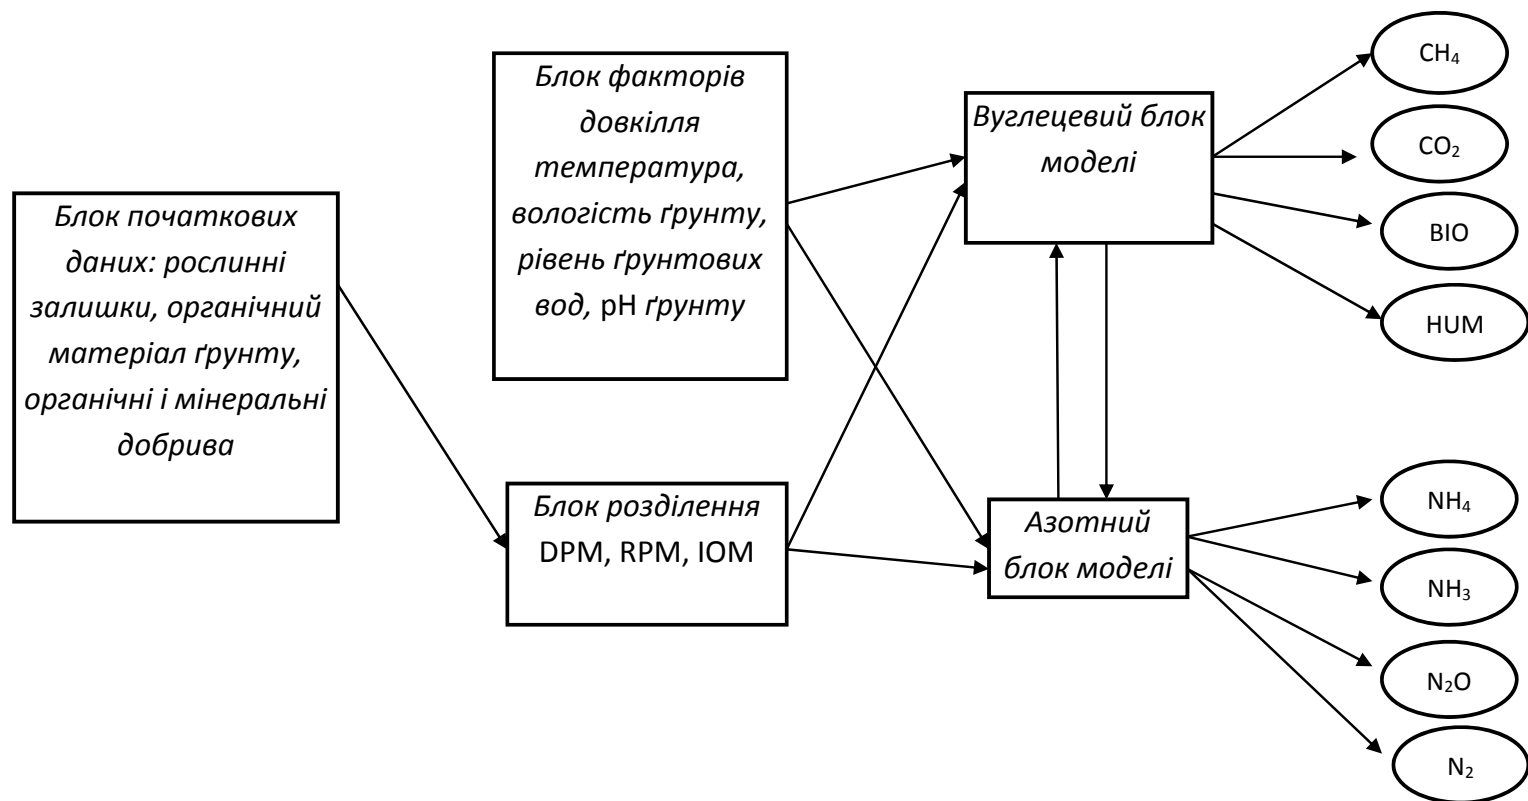 Блок початкових
даних: рослинні
залишки, органічний
матеріал ґрунту,
органічні і мінеральні
добрива
Блок факторів
довкілля
температура,
вологість ґрунту,
рівень ґрунтових
вод, pH ґрунту
Блок розділення
DPM, RPM, IOM
Вуглецевий блок
моделі
Азотний
блок моделі
CH₄
CO₂
BIO
HUM
NH₄
NH₃
N₂O
N₂